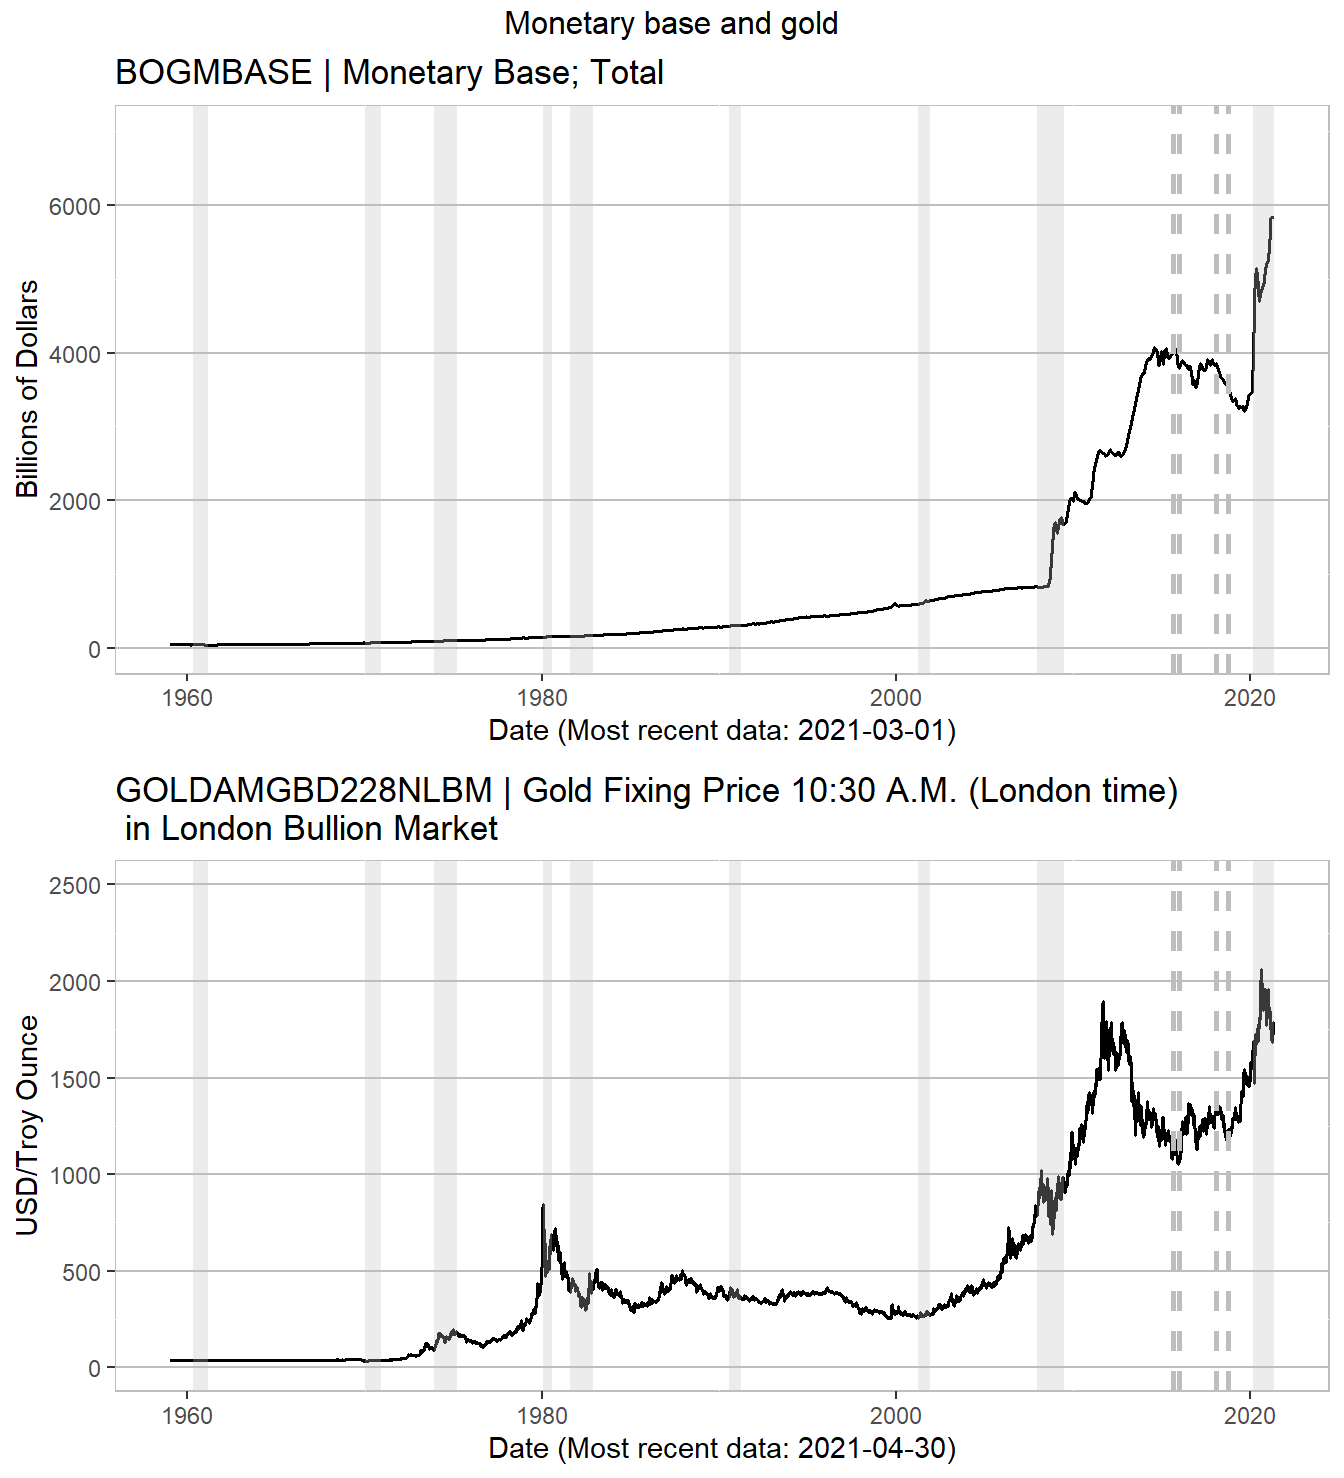 Monetary base and gold
BOGMBASE | Monetary Base; Total
6000
4000
2000
0
Billions of Dollars
1960
1980
2000
2020
Date (Most recent data: 2021-03-01)
GOLDAMGBD228NLBM | Gold Fixing Price 10:30 A.M. (London time)
in London Bullion Market
2500
2000
1500
1000
500
0
USD/Troy Ounce
1960
1980
2000
2020
Date (Most recent data: 2021-04-30)